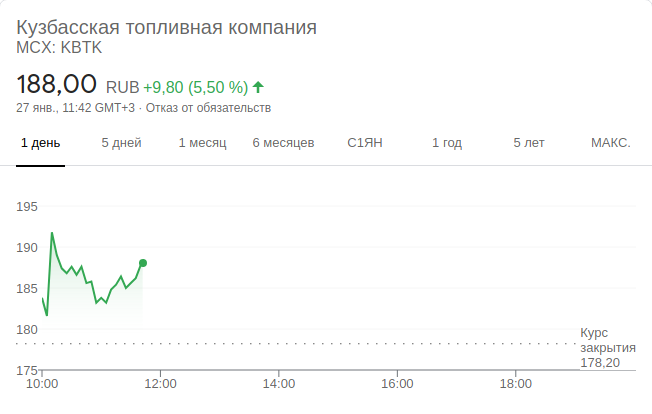 Кузбасская топливная компания
MCX: KBTK
188,00 RUB +9,80 (5,50 %)
27 янв., 11:42 GMT+3 · Отказ от обязательств
1 день 5 дней 1 месяц 6 месяцев С1ЯН 1 год 5 лет МАКС.
195
190
185
180
175
Курс
закрытия
178,20
10:00 12:00 14:00 16:00 18:00